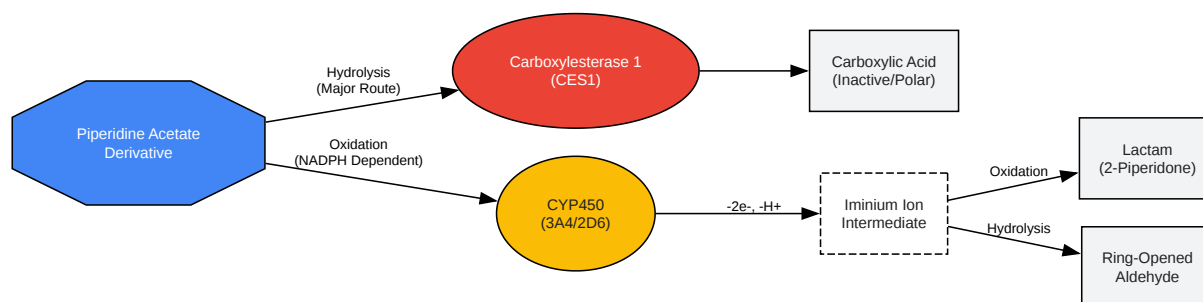 Piperidine Acetate
Derivative
Hydrolysis
(Major Route)
Oxidation
(NADPH Dependent)
Carboxylesterase 1
(CES1)
Carboxylic Acid
(Inactive/Polar)
CYP450
(3A4/2D6)
-2e-, -H+
Iminium Ion
Intermediate
Oxidation
Hydrolysis
Lactam
(2-Piperidone)
Ring-Opened
Aldehyde